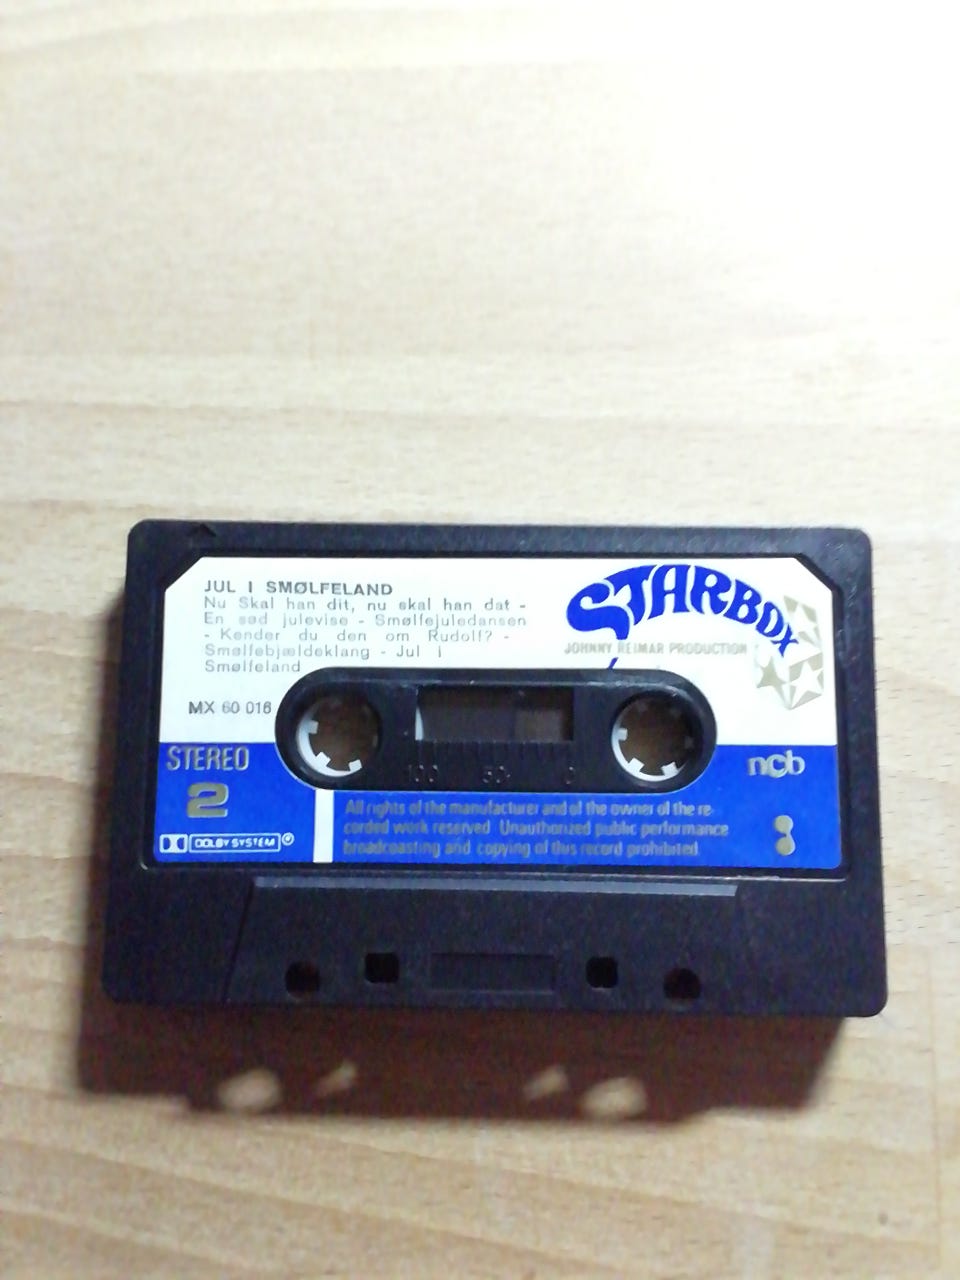 JUL I SMØLFELAND
Nu Skal han dit, nu skal han dat -
En sød julevise - Smølfejuledansen
- Kender du den om Rudolf? -
Smølfebjældeklang - Jul i
Smølfeland
STARBOX
JOHNNY REIMAR PRODUCTION
MX 60 018
STEREO
2
ncb
100 50 0
All rights of the manufacturer and of the owner of the re-
corded work reserved Unauthorized public performance
broadcoasting and copying of this record prohibited.
DOLBY SYSTEM ®